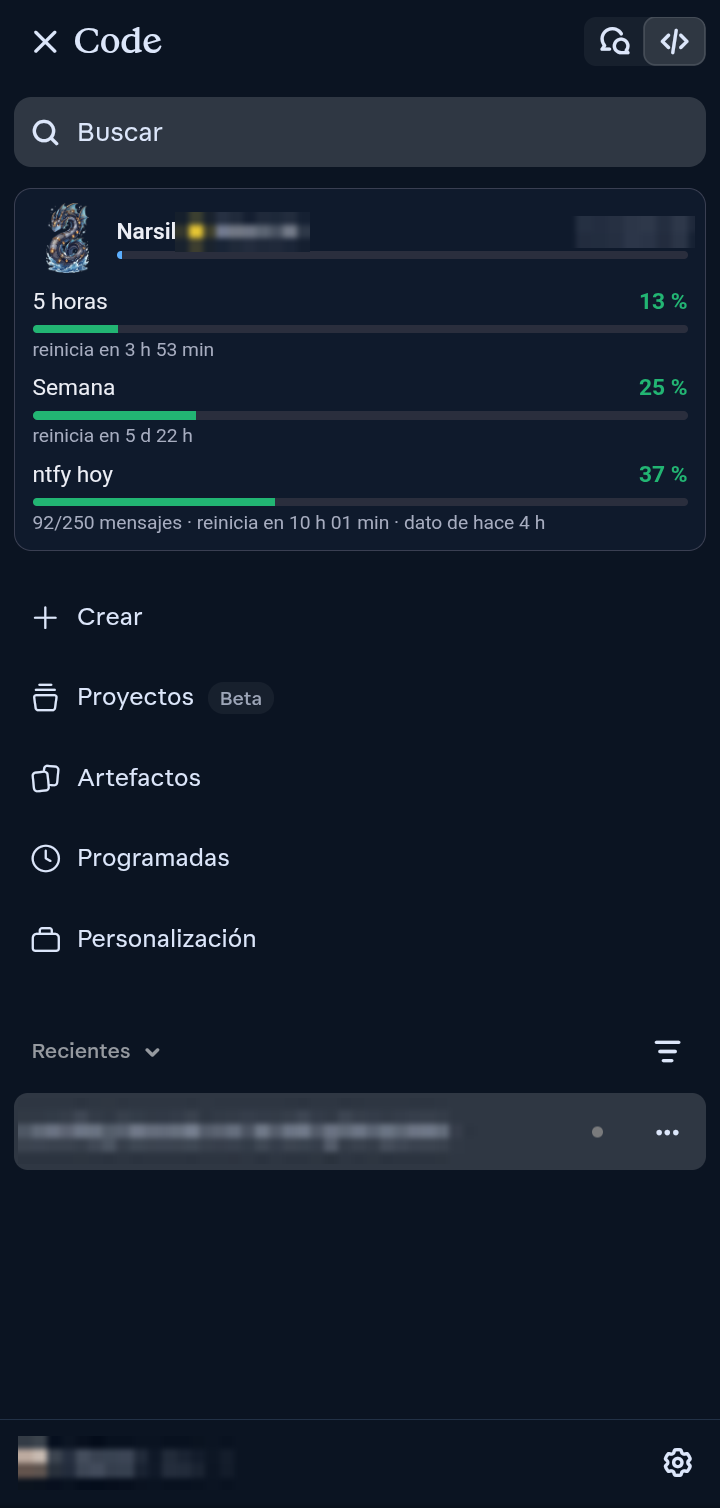 Code
Buscar
Narsil
5 horas 13 %
reinicia en 3 h 53 min
Semana 25 %
reinicia en 5 d 22 h
ntfy hoy 37 %
92/250 mensajes · reinicia en 10 h 01 min · dato de hace 4 h
Crear
Proyectos Beta
Artefactos
Programadas
Personalización
Recientes